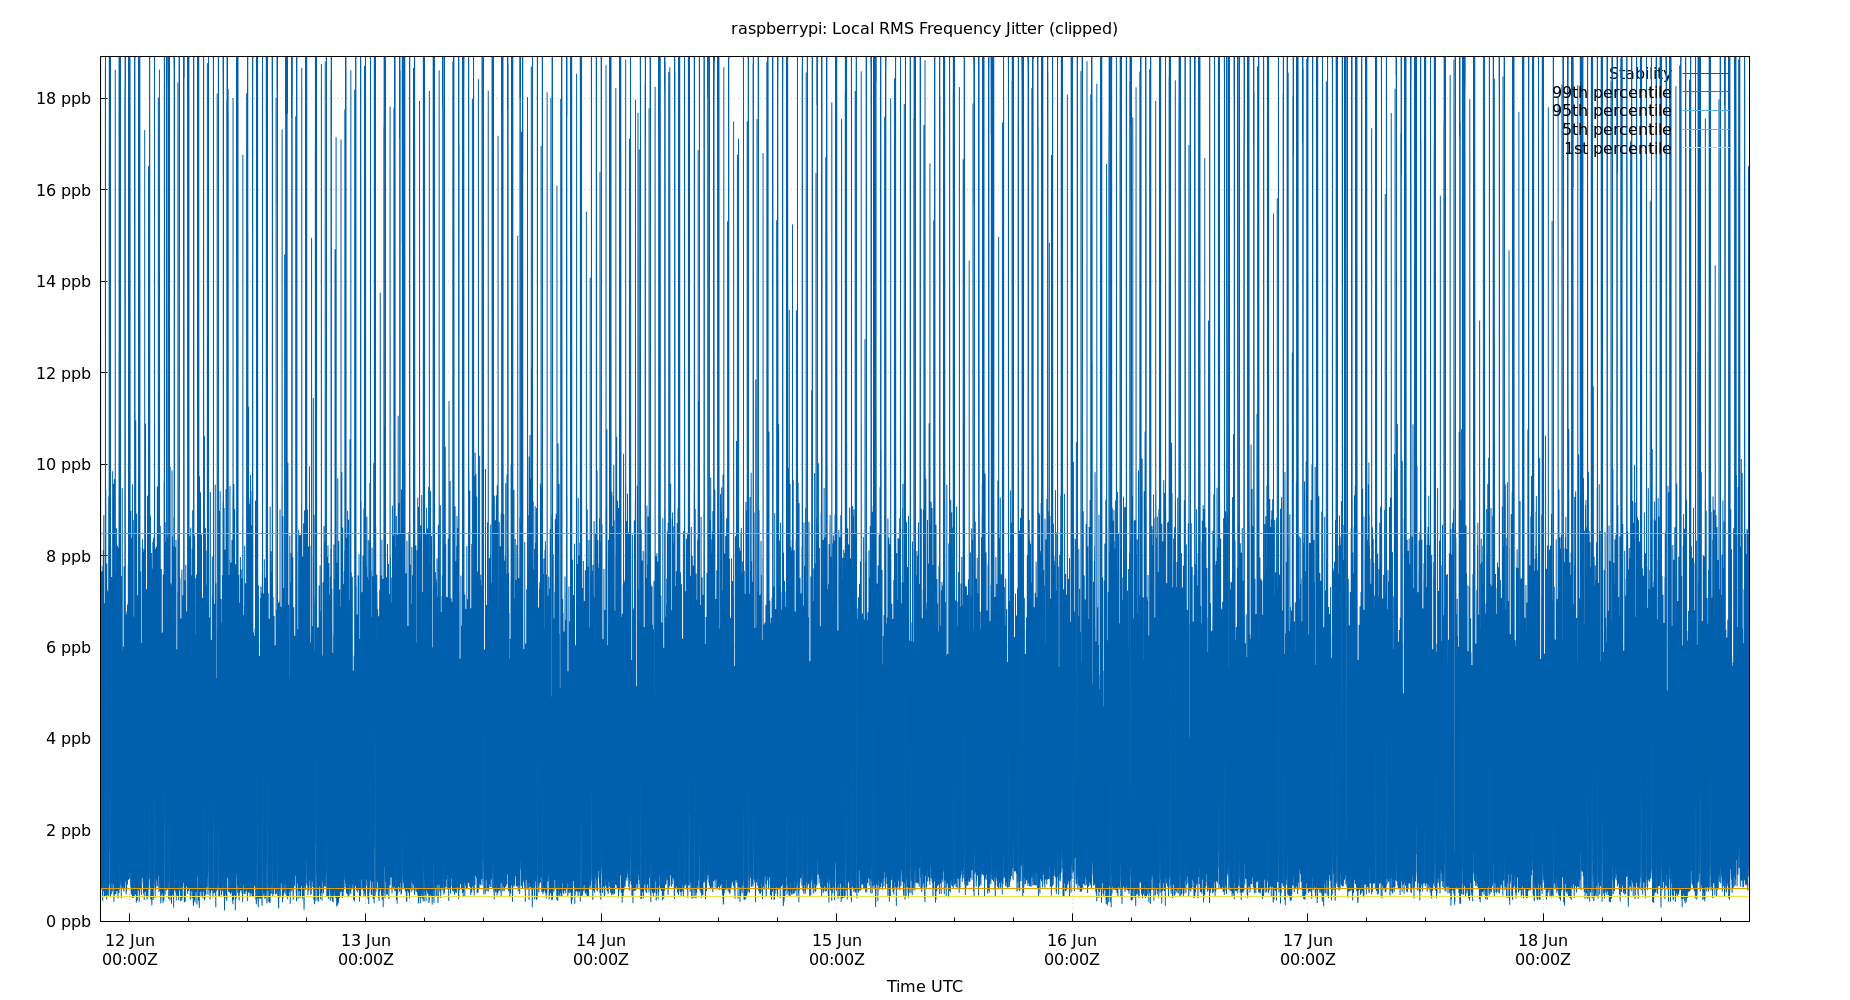 raspberrypi: Local RMS Frequency Jitter (clipped)
Stability
99th percentile
95th percentile
5th percentile
1st percentile
18 ppb
16 ppb
14 ppb
12 ppb
10 ppb
8 ppb
6 ppb
4 ppb
2 ppb
0 ppb
12 Jun 13 Jun 14 Jun 15 Jun 16 Jun 17 Jun 18 Jun
00:00Z 00:00Z 00:00Z 00:00Z 00:00Z 00:00Z 00:00Z
Time UTC